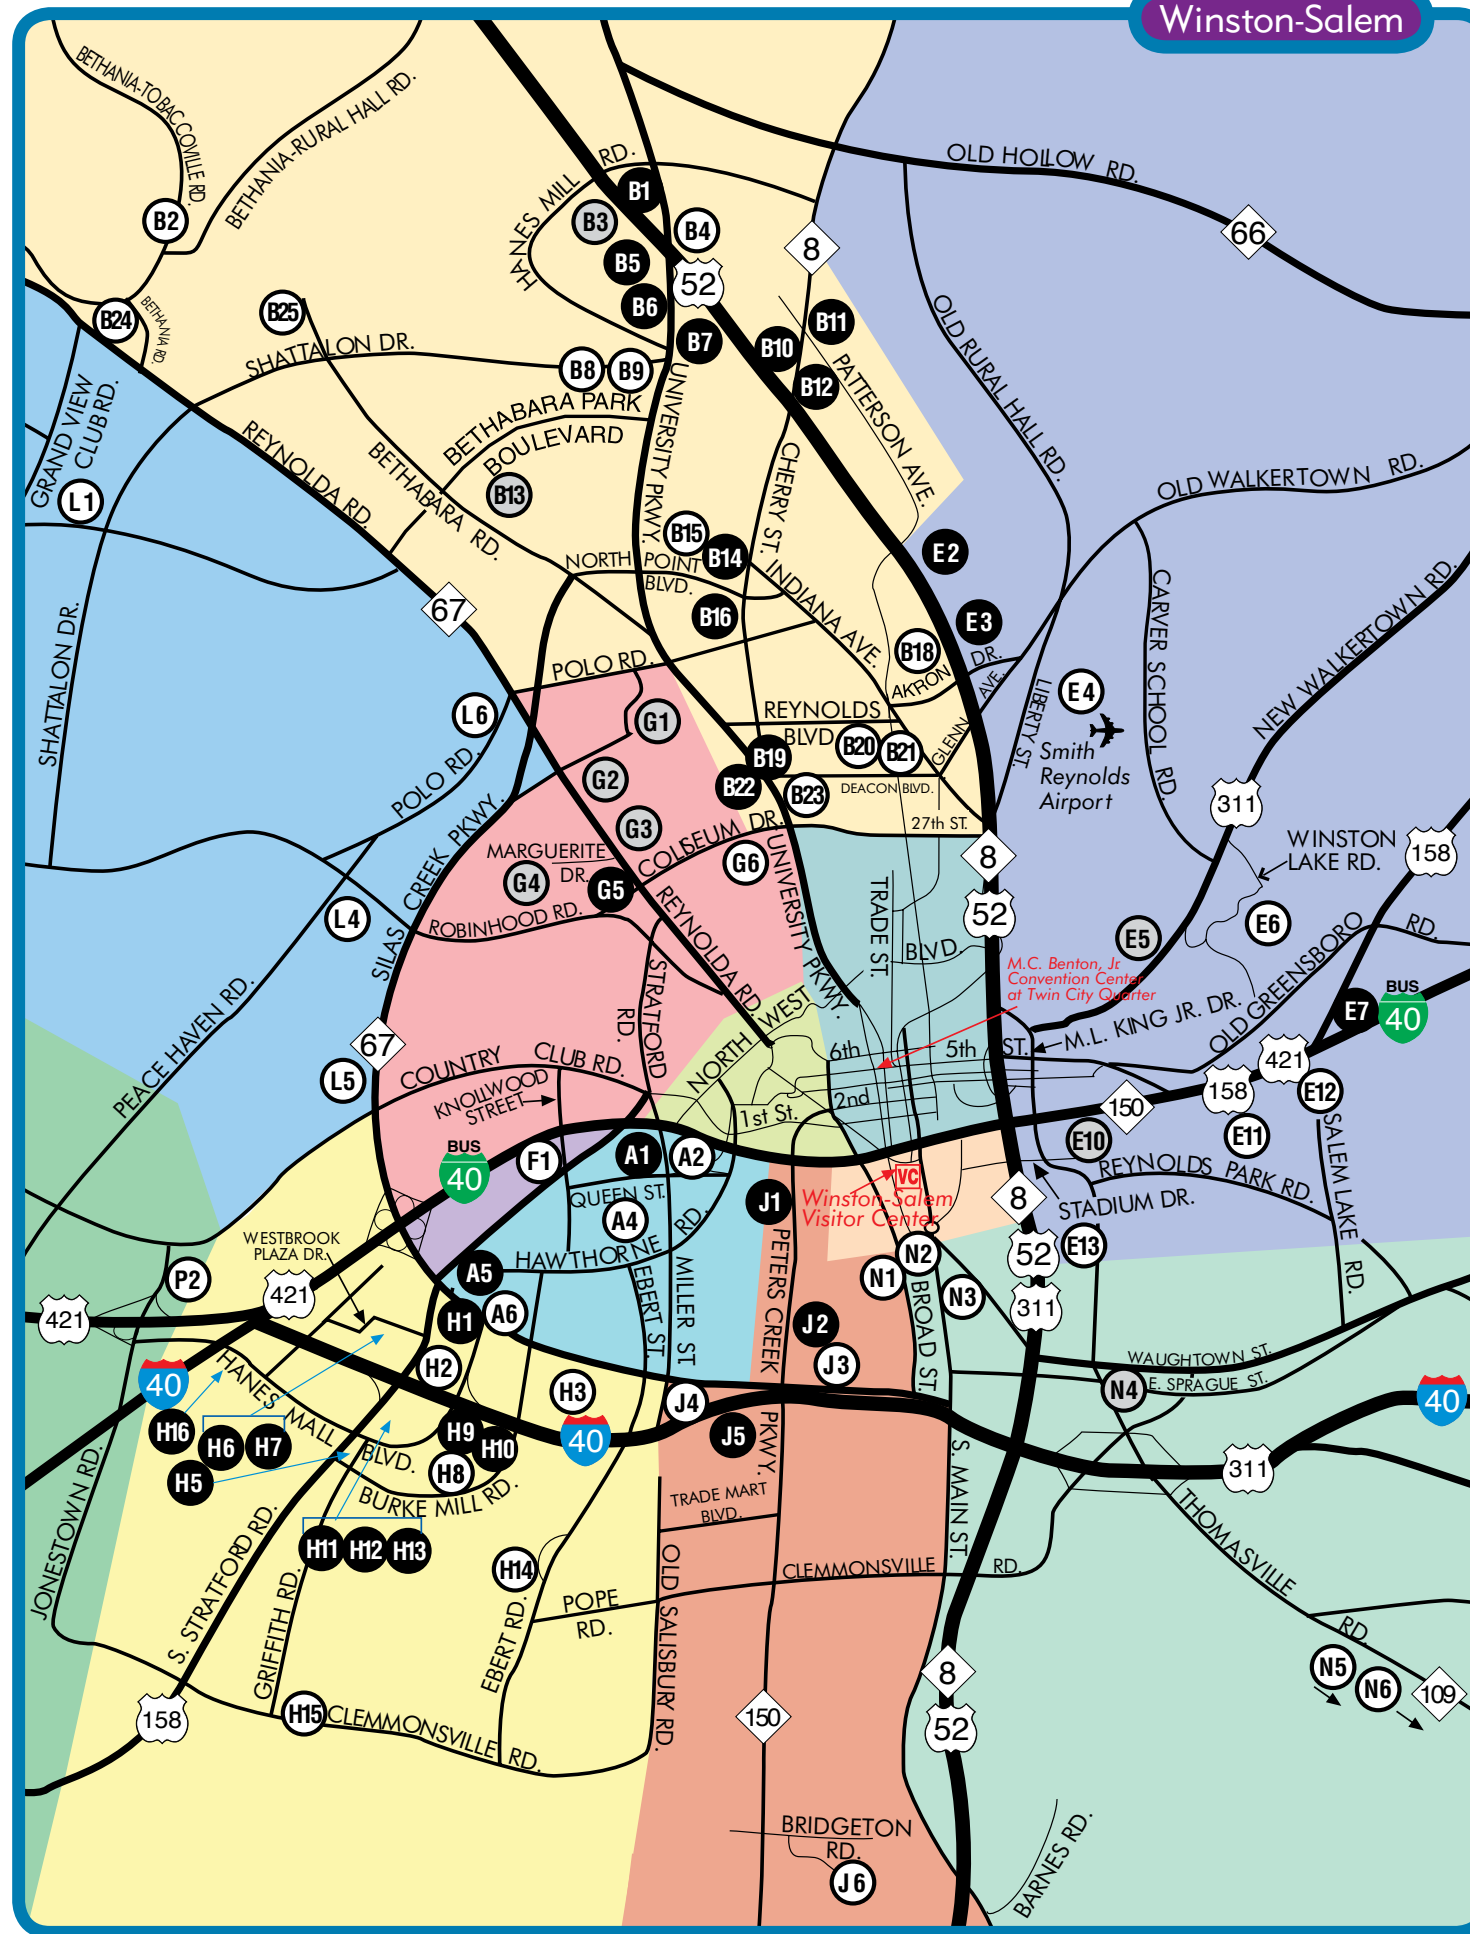 Winston-Salem
BETHANIA-TOBACCOVILLE RD.
BETHANIA-RURAL HALL RD.
HANES MILL RD.
OLD HOLLOW RD.
B1
B2
B3
B4
8
66
B5
52
B6
B24
BETHANIA RD.
B25
B7
B10
B11
B12
SHATTALON DR.
B8
B9
PATTERSON AVE.
OLD RURAL HALL RD.
GRAND VIEW
CLUB RD.
BETHABARA PARK
BOULEVARD
UNIVERSITY PKWY.
CHERRY ST.
REYNOLDA RD.
BETHABARA RD.
OLD WALKERTOWN RD.
L1
B13
B15
B14
E2
NORTH POINT
BLVD.
INDIANA AVE.
67
B16
E3
CARVER SCHOOL RD.
NEW WALKERTOWN RD.
SHATTALON DR.
POLO RD.
B18
AKRON DR.
GLENN AVE.
LIBERTY ST.
E4
L6
G1
REYNOLDS
BLVD
B20
B21
Smith
Reynolds
Airport
POLO RD.
G2
B19
B22
B23
DEACON BLVD.
311
G3
COLISEUM DR.
27th ST.
WINSTON
LAKE RD.
158
MARGUERITE
DR.
G4
G5
G6
8
SILAS CREEK PKWY.
ROBINHOOD RD.
REYNOLDA RD.
UNIVERSITY PKWY.
TRADE ST.
BLVD.
52
L4
E5
E6
OLD GREENSBORO RD.
STRATFORD
RD.
M.C. Benton, Jr.
Convention Center
at Twin City Quarter
PEACE HAVEN RD.
NORTH WEST
M.L. KING JR. DR.
E7
BUS
40
67
COUNTRY CLUB RD.
6th
5th ST.
421
L5
KNOLLWOOD
STREET
2nd
1st St.
150
158
E12
BUS
40
F1
A1
A2
E10
E11
SALEM LAKE RD.
QUEEN ST.
VC
REYNOLDS PARK RD.
J1
Winston-Salem
Visitor Center
8
STADIUM DR.
A4
WESTBROOK
PLAZA DR.
HAWTHORNE RD.
PETERS CREEK PKWY.
N2
52
E13
P2
A5
EBERT ST.
MILLER ST
N1
BROAD ST.
N3
421
421
H1
A6
311
J2
40
HANES MALL BLVD.
H2
J3
WAUGHTOWN ST.
E. SPRAGUE ST.
H3
J4
N4
40
H16
H6
H7
H9
H10
40
J5
H5
H8
S. MAIN ST.
311
JONESTOWN RD.
BURKE MILL RD.
TRADE MART
BLVD.
THOMASVILLE RD.
H11
H12
H13
H14
S. STRATFORD RD.
GRIFFITH RD.
EBERT RD.
POPE
RD.
OLD SALISBURY RD.
CLEMMONSVILLE RD.
N5
N6
109
8
158
H15
CLEMMONSVILLE RD.
150
52
BRIDGETON
RD.
J6
BARNES RD.